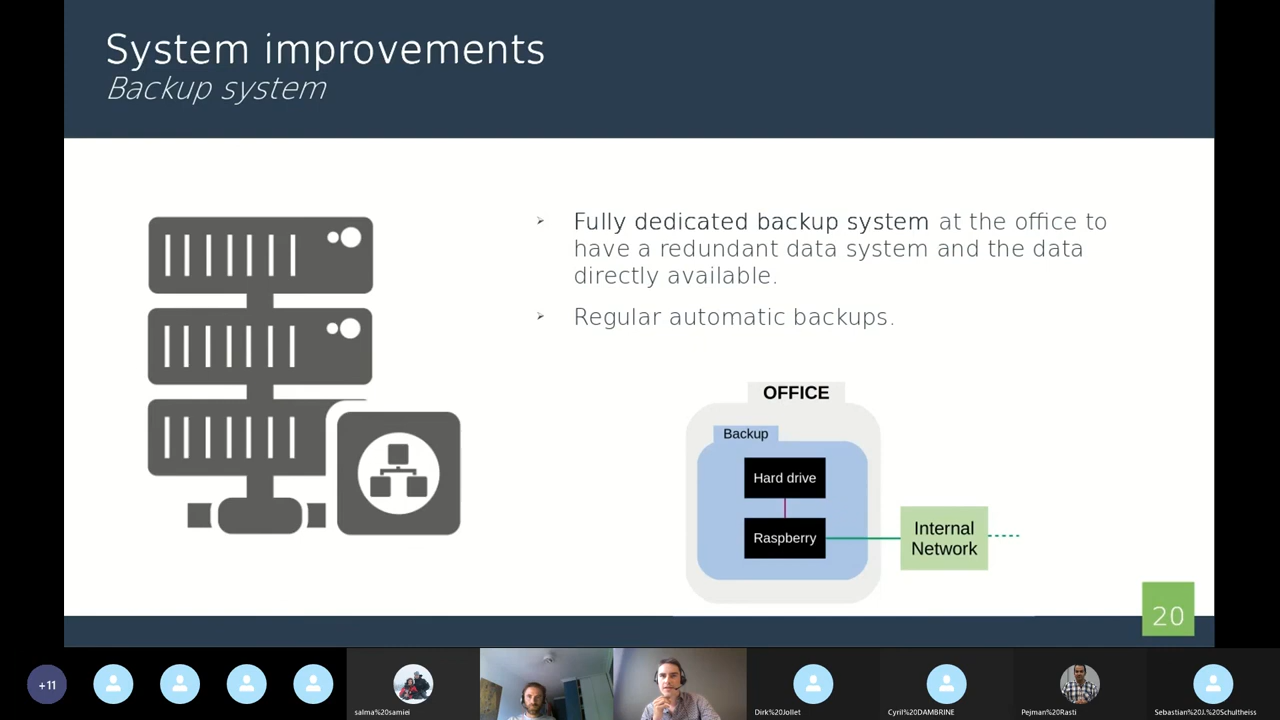 System improvements
Backup system
➢ Fully dedicated backup system at the office to
have a redundant data system and the data
directly available.
➢ Regular automatic backups.
OFFICE
Backup
Hard drive
Raspberry
Internal
Network
20
+11
salma%20samiei
Dirk%20Jollet
Cyril%20DAMBRINE
Pejman%20Rasti
Sebastian%20J.%20Schultheiss